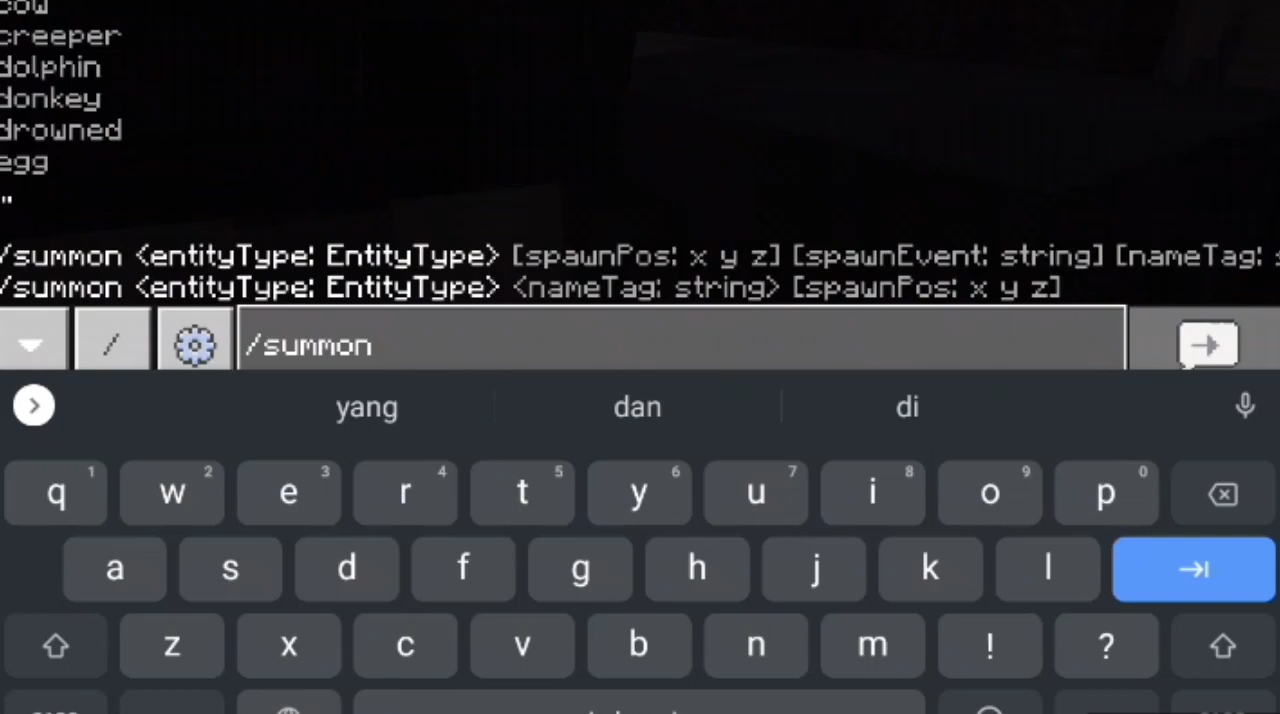 cow
creeper
dolphin
donkey
drowned
egg
"
/summon <entityType: EntityType> [spawnPos: x y z] [spawnEvent: string] [nameTag:
/summon <entityType: EntityType> <nameTag: string> [spawnPos: x y z]
/ /summon
yang dan di
q 1 w 2 e 3 r 4 t 5 y 6 u 7 i 8 o 9 p 0
a s d f g h j k l
z x c v b n m ! ?